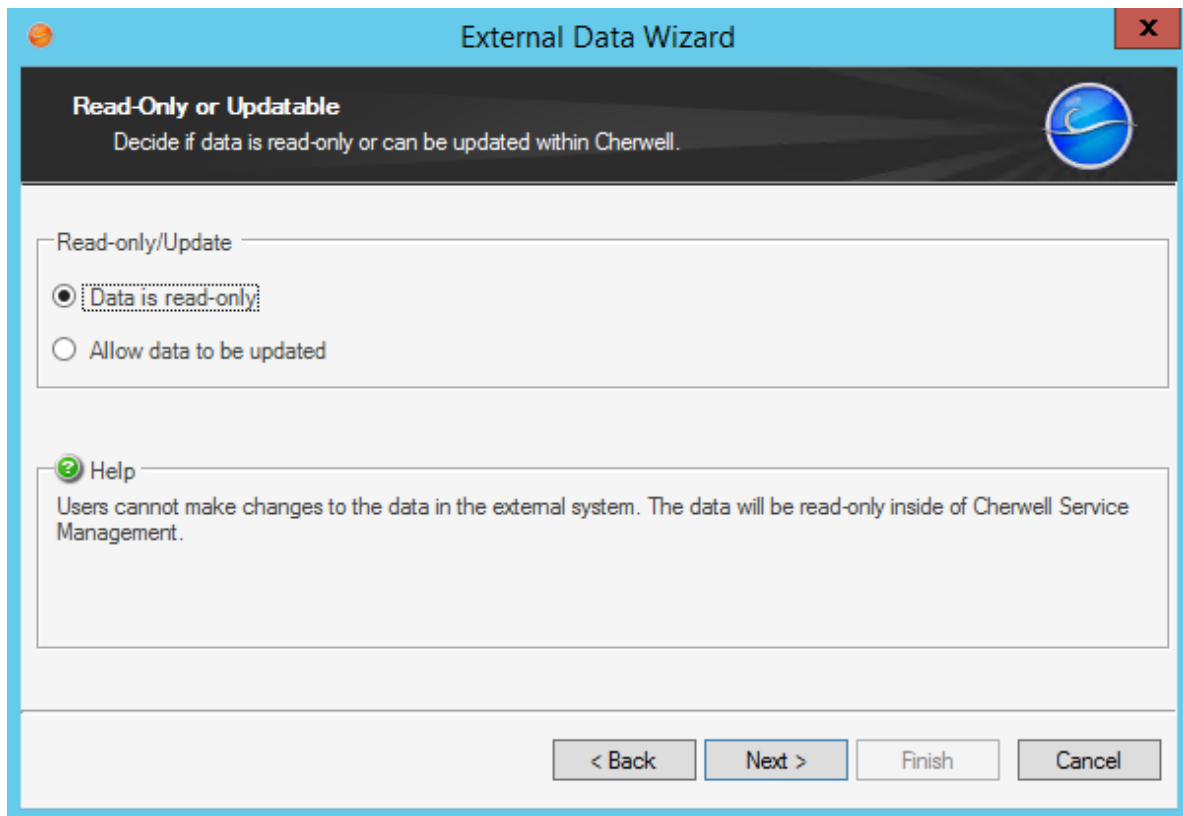 External Data Wizard
x
Read-Only or Updatable
Decide if data is read-only or can be updated within Cherwell.
Read-only/Update
Data is read-only
Allow data to be updated
Help
Users cannot make changes to the data in the external system. The data will be read-only inside of Cherwell Service
Management.
< Back
Next >
Finish
Cancel